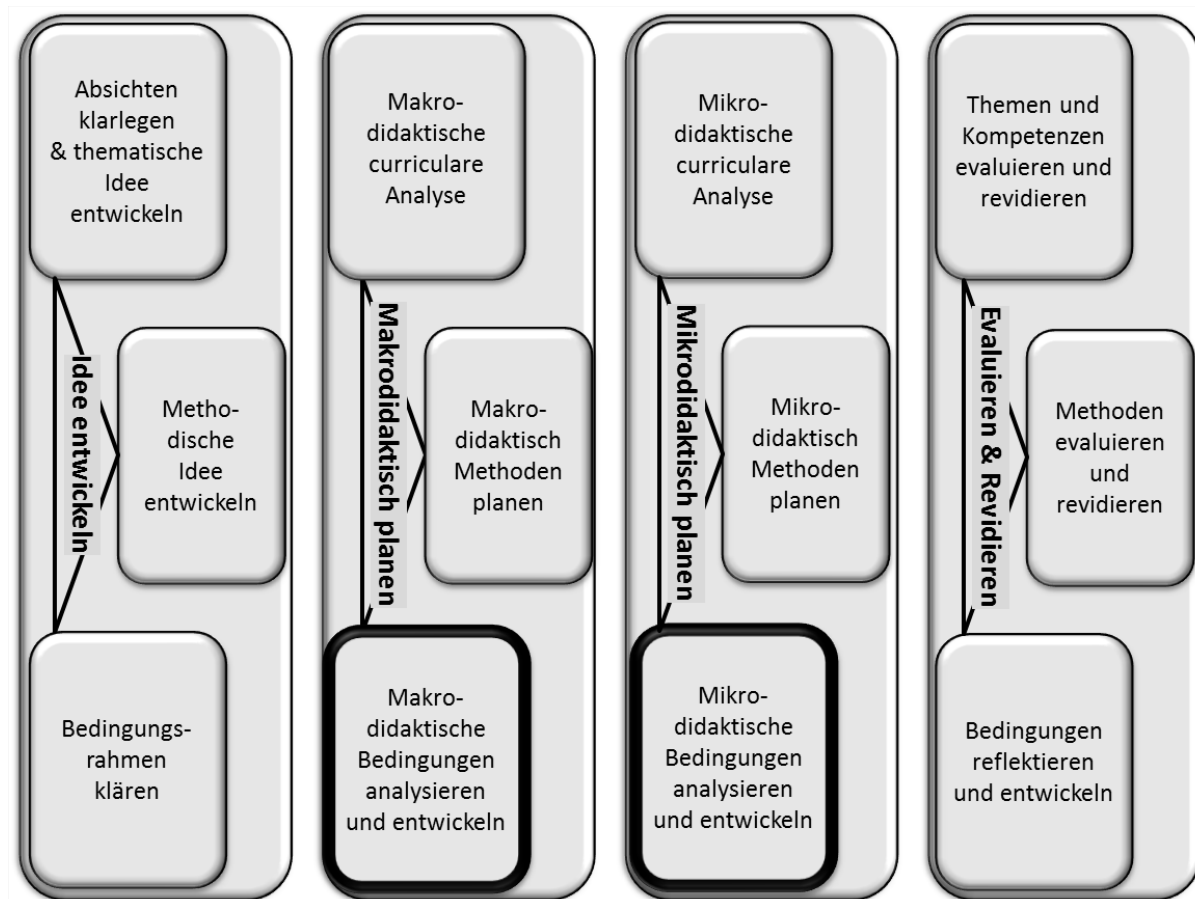 Absichten
klarlegen
& thematische
Idee
entwickeln
Idee entwickeln
Metho-
dische
Idee
entwickeln
Bedingungs-
rahmen
klären
Makro-
didaktische
curriculare
Analyse
Makrodidaktisch planen
Makro-
didaktisch
Methoden
planen
Makro-
didaktische
Bedingungen
analysieren
und entwickeln
Mikro-
didaktische
curriculare
Analyse
Mikrodidaktisch planen
Mikro-
didaktisch
Methoden
planen
Mikro-
didaktische
Bedingungen
analysieren
und entwickeln
Themen und
Kompetenzen
evaluieren und
revidieren
Evaluieren & Revidieren
Methoden
evaluieren
und
revidieren
Bedingungen
reflektieren
und entwickeln